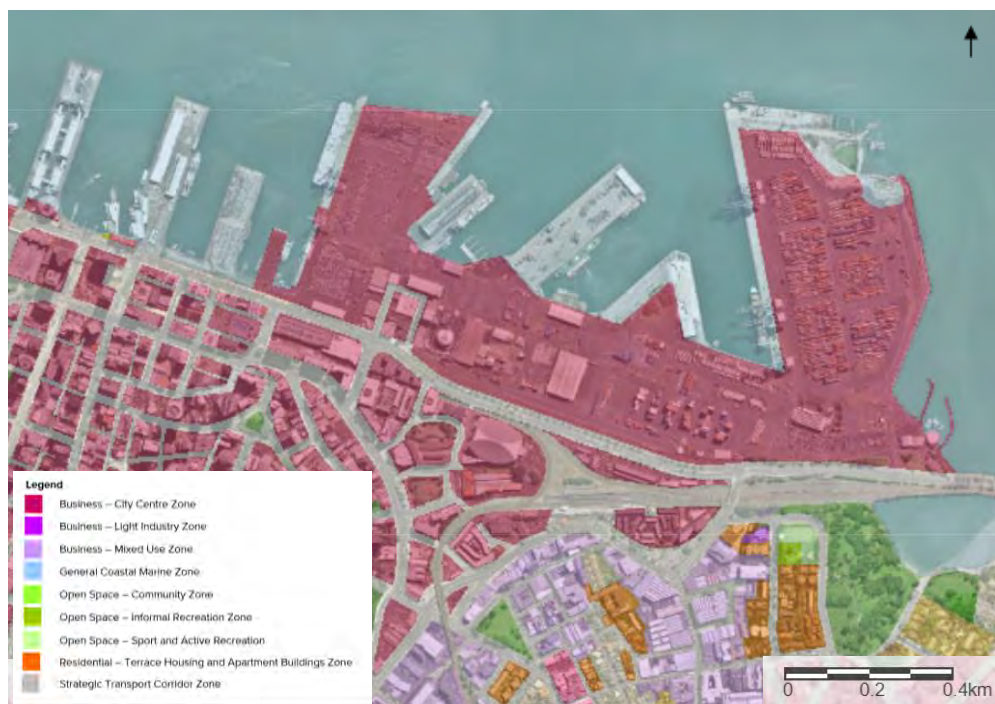 Legend
Business – City Centre Zone
Business – Light Industry Zone
Business – Mixed Use Zone
General Coastal Marine Zone
Open Space – Community Zone
Open Space – Informal Recreation Zone
Open Space – Sport and Active Recreation
Residential – Terrace Housing and Apartment Buildings Zone
Strategic Transport Corridor Zone
0 0.2 0.4km